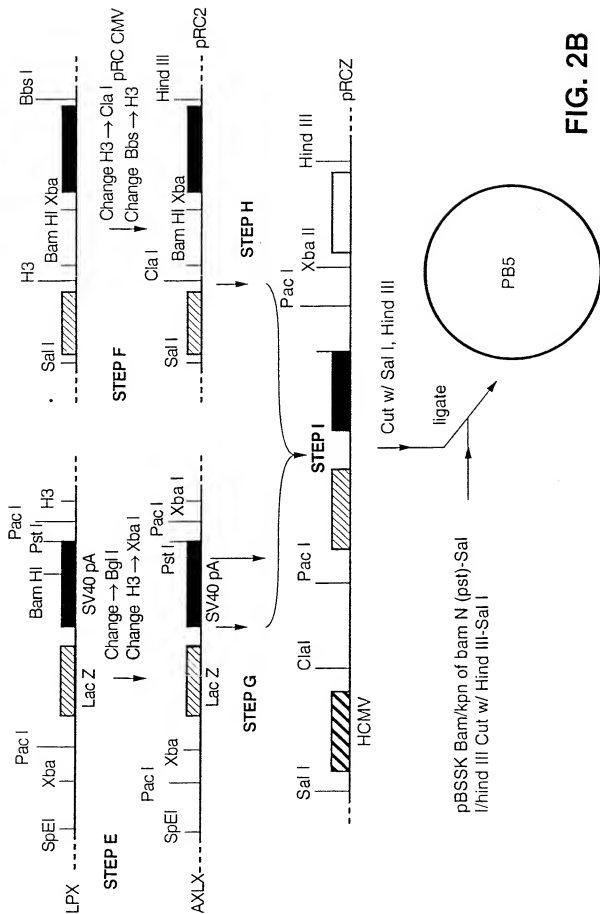 SpEI
Xba
Pac I
Bam HI
Pst I
Pac I
H3
LPX
Lac Z
SV40 pA
STEP E
Change → Bgl I
Change H3 → Xba I
SpEI
Pac I
Xba
Pst I
Pac I
Xba I
AXLX
Lac Z
SV40 pA
STEP G
Sal I
H3
Bam HI
Xba
Bbs I
pRC CMV
STEP F
Change H3 → Cla I
Change Bbs → H3
Sal I
Cla I
Bam HI
Xba
Hind III
pRC2
STEP H
STEP I
Sal I
ClaI
Pac I
Pac I
Xba II
Hind III
HCMV
pRCZ
Cut w/ Sal I, Hind III
ligate
pBSSK Bam/kpn of bam N (pst)-Sal
I/hind III Cut w/ Hind III-Sal I
PB5
FIG. 2B